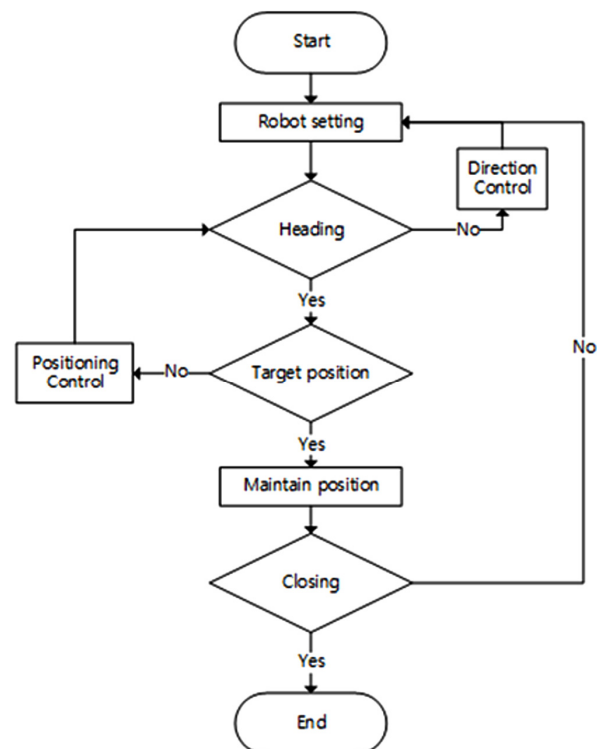 Start
Robot setting
Direction
Control
Heading
No
Yes
Positioning
Control
No
Target position
No
Yes
Maintain position
Closing
Yes
End